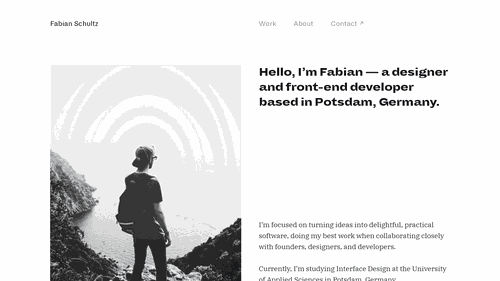 Fabian Schultz
Work About Contact ↗
Hello, I’m Fabian — a designer
and front-end developer
based in Potsdam, Germany.
I’m focused on turning ideas into delightful, practical
software, doing my best work when collaborating closely
with founders, designers, and developers.
Currently, I’m studying Interface Design at the University
of Applied Sciences in Potsdam, Germany